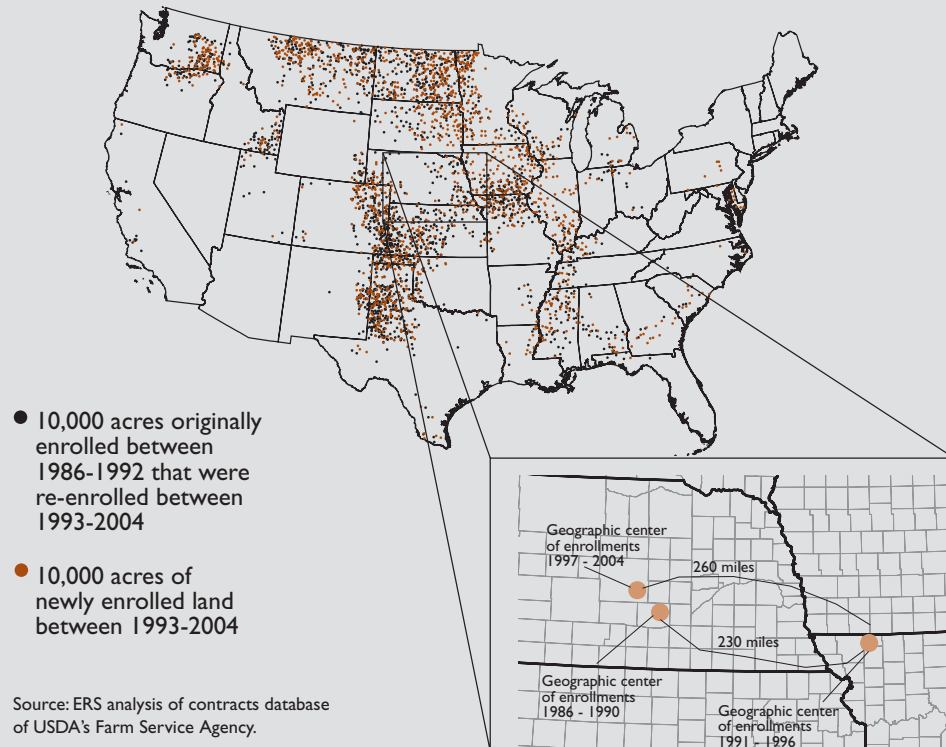 10,000 acres originally
enrolled between
1986-1992 that were
re-enrolled between
1993-2004
10,000 acres of
newly enrolled land
between 1993-2004
Source: ERS analysis of contracts database
of USDA's Farm Service Agency.
Geographic center
of enrollments
1997 - 2004
260 miles
230 miles
Geographic center
of enrollments
1986 - 1990
Geographic center
of enrollments
1991 - 1996